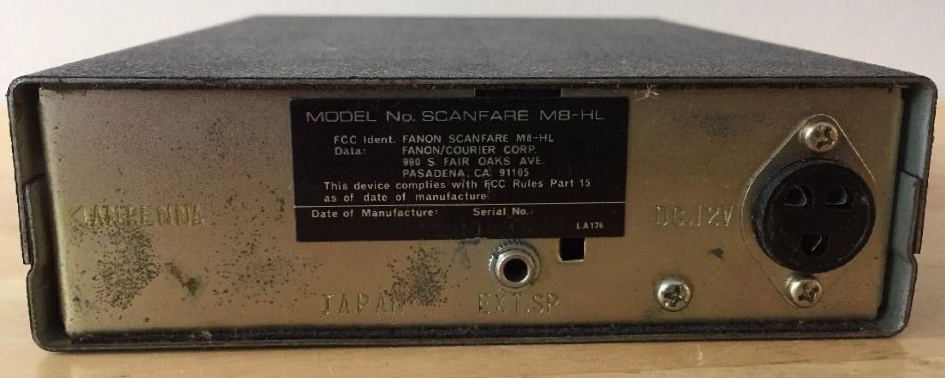 MODEL No. SCANFARE M8-HL
FCC Ident. FANON SCANFARE M8-HL
Data: FANON/COURIER CORP.
990 S. FAIR OAKS AVE.
PASADENA, CA. 91105
This device complies with FCC Rules Part 15
as of date of manufacture.
Date of Manufacture: Serial No.:
LA176
ANTENNA
DC.12V
JAPAN
EXT.SP